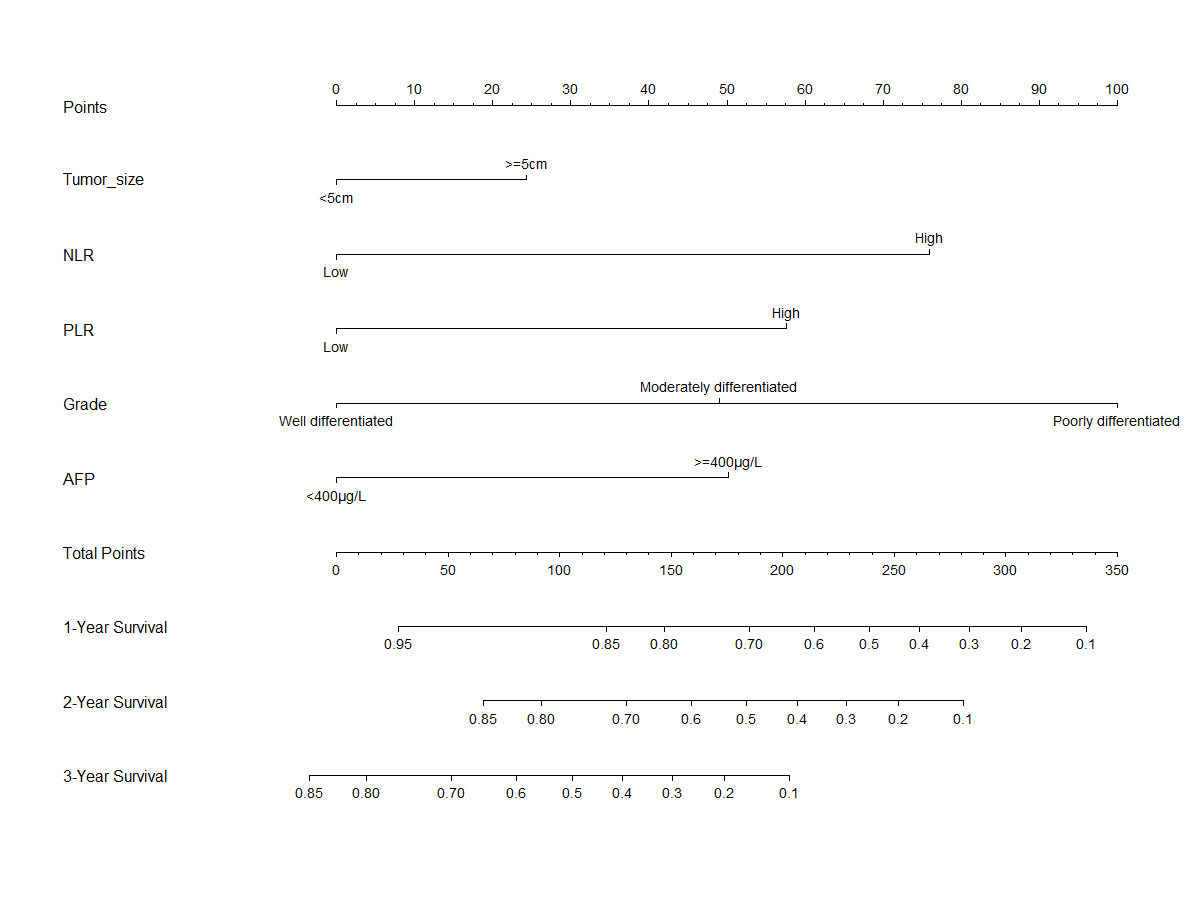 0 10 20 30 40 50 60 70 80 90 100
Points
>=5cm
Tumor_size
<5cm
High
NLR
Low
High
PLR
Low
Moderately differentiated
Grade
Well differentiated Poorly differentiated
>=400µg/L
AFP
<400µg/L
Total Points
0 50 100 150 200 250 300 350
1-Year Survival
0.95 0.85 0.80 0.70 0.6 0.5 0.4 0.3 0.2 0.1
2-Year Survival
0.85 0.80 0.70 0.6 0.5 0.4 0.3 0.2 0.1
3-Year Survival
0.85 0.80 0.70 0.6 0.5 0.4 0.3 0.2 0.1